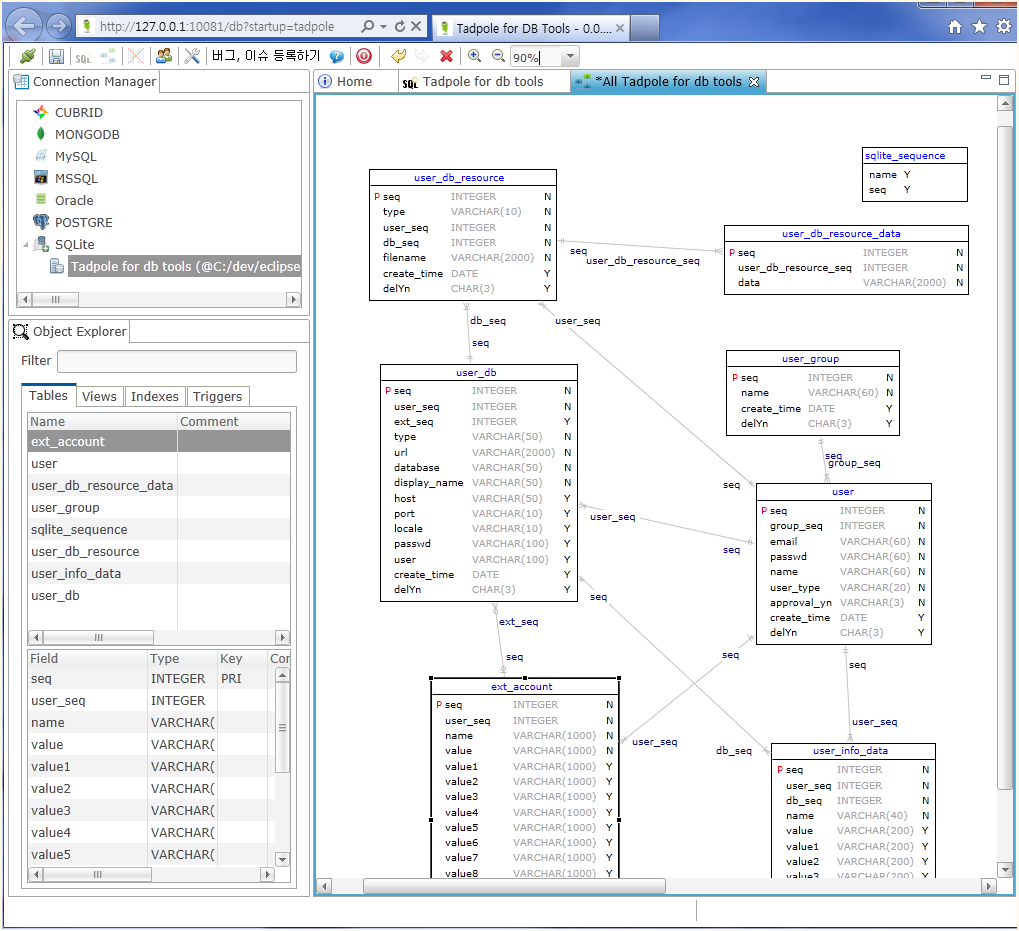 http://127.0.0.1:10081/db?startup=tadpole
Tadpole for DB Tools - 0.0....
SQL
버그, 이슈 등록하기
90%
Connection Manager
CUBRID
MONGODB
MySQL
MSSQL
Oracle
POSTGRE
SQLite
Tadpole for db tools (@C:/dev/eclipse
Object Explorer
Filter
Tables
Views
Indexes
Triggers
Name Comment
ext_account
user
user_db_resource_data
user_group
sqlite_sequence
user_db_resource
user_info_data
user_db
Field Type Key Cor
seq INTEGER PRI
user_seq INTEGER
name VARCHAR(
value VARCHAR(
value1 VARCHAR(
value2 VARCHAR(
value3 VARCHAR(
value4 VARCHAR(
value5 VARCHAR(
Home
SQL Tadpole for db tools
*All Tadpole for db tools
sqlite_sequence
name Y
seq Y
user_db_resource
P seq INTEGER N
type VARCHAR(10) N
user_seq INTEGER N
db_seq INTEGER N
filename VARCHAR(2000) N
create_time DATE Y
delYn CHAR(3) Y
seq
user_db_resource_seq
user_db_resource_data
P seq INTEGER N
user_db_resource_seq INTEGER N
data VARCHAR(2000) N
db_seq
seq
user_seq
seq
user_db
P seq INTEGER N
user_seq INTEGER N
ext_seq INTEGER Y
type VARCHAR(50) N
url VARCHAR(2000) N
database VARCHAR(50) N
display_name VARCHAR(50) N
host VARCHAR(50) Y
port VARCHAR(10) Y
locale VARCHAR(10) Y
passwd VARCHAR(100) Y
user VARCHAR(100) Y
create_time DATE Y
delYn CHAR(3) Y
user_group
P seq INTEGER N
name VARCHAR(60) N
create_time DATE Y
delYn CHAR(3) Y
seq
group_seq
user_seq
seq
user
P seq INTEGER N
group_seq INTEGER N
email VARCHAR(60) N
passwd VARCHAR(60) N
name VARCHAR(60) N
user_type VARCHAR(20) N
approval_yn VARCHAR(3) N
create_time DATE Y
delYn CHAR(3) Y
seq
db_seq
ext_seq
seq
seq
user_seq
seq
user_seq
ext_account
P seq INTEGER N
user_seq INTEGER N
name VARCHAR(1000) N
value VARCHAR(1000) N
value1 VARCHAR(1000) Y
value2 VARCHAR(1000) Y
value3 VARCHAR(1000) Y
value4 VARCHAR(1000) Y
value5 VARCHAR(1000) Y
value6 VARCHAR(1000) Y
value7 VARCHAR(1000) Y
value8 VARCHAR(1000) Y
user_info_data
P seq INTEGER N
user_seq INTEGER N
db_seq INTEGER N
name VARCHAR(40) N
value VARCHAR(200) Y
value1 VARCHAR(200) Y
value2 VARCHAR(200) Y
value3 VARCHAR(200) Y